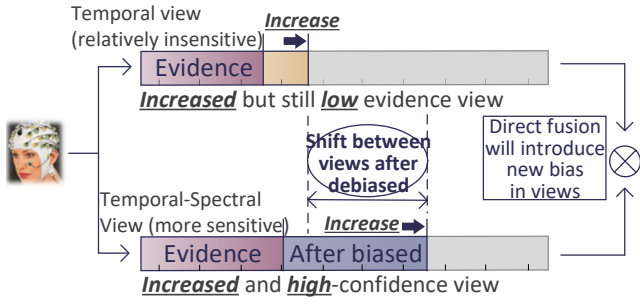 Temporal view
(relatively insensitive)
Increase
Evidence
Increased but still low evidence view
Shift between
views after
debiased
Direct fusion
will introduce
new bias
in views
Temporal-Spectral
View (more sensitive)
Increase
Evidence
After biased
Increased and high-confidence view